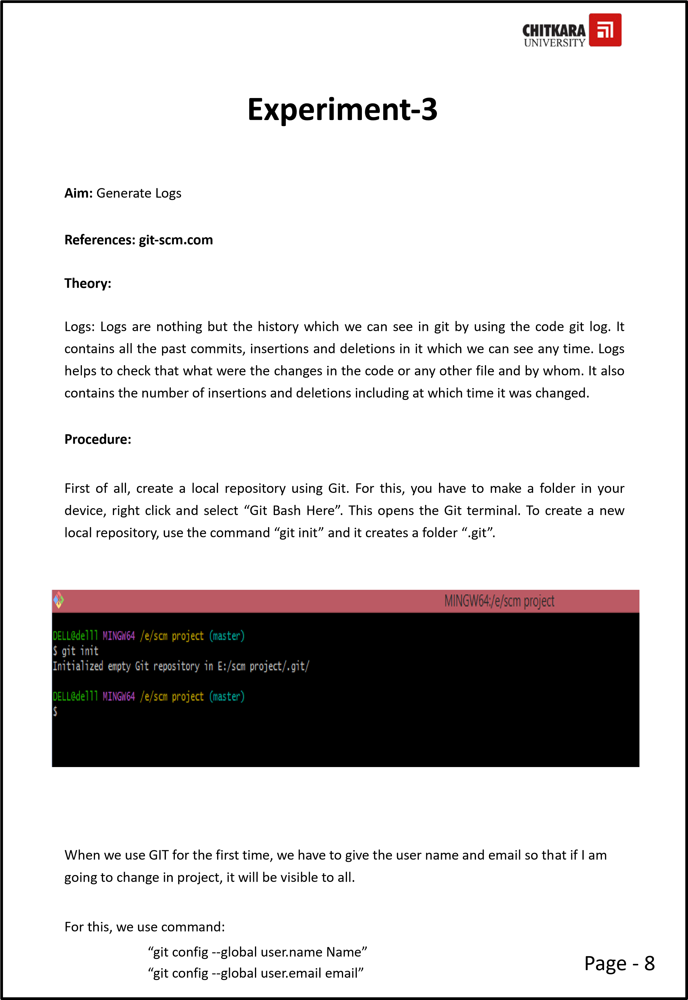 CHITKARA
UNIVERSITY
Experiment-3
Aim: Generate Logs
References: git-scm.com
Theory:
Logs: Logs are nothing but the history which we can see in git by using the code git log. It
contains all the past commits, insertions and deletions in it which we can see any time. Logs
helps to check that what were the changes in the code or any other file and by whom. It also
contains the number of insertions and deletions including at which time it was changed.
Procedure:
First of all, create a local repository using Git. For this, you have to make a folder in your
device, right click and select “Git Bash Here”. This opens the Git terminal. To create a new
local repository, use the command “git init” and it creates a folder “.git”.
MINGW64:/e/scm project
DELL@delll MINGW64 /e/scm project (master)
$ git init
Initialized empty Git repository in E:/scm project/.git/
DELL@delll MINGW64 /e/scm project (master)
$
When we use GIT for the first time, we have to give the user name and email so that if I am
going to change in project, it will be visible to all.
For this, we use command:
“git config --global user.name Name”
“git config --global user.email email”
Page - 8